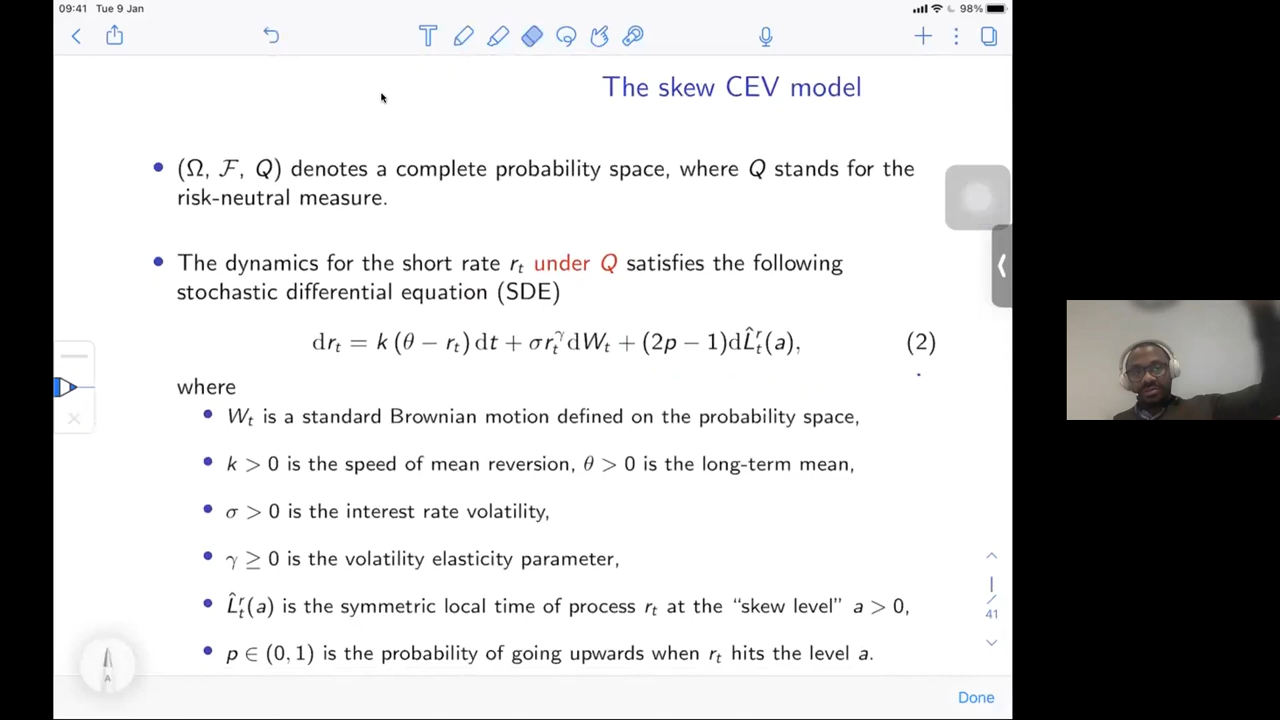 09:41 Tue 9 Jan 98%
The skew CEV model
• (Ω, ℱ, Q) denotes a complete probability space, where Q stands for the
risk-neutral measure.
• The dynamics for the short rate r_t under Q satisfies the following
stochastic differential equation (SDE)
dr_t = k (θ − r_t) dt + σr_t^γ dW_t + (2p − 1)dL̂_t^r(a), (2)
where
• W_t is a standard Brownian motion defined on the probability space,
• k > 0 is the speed of mean reversion, θ > 0 is the long-term mean,
• σ > 0 is the interest rate volatility,
• γ ≥ 0 is the volatility elasticity parameter,
• L̂_t^r(a) is the symmetric local time of process r_t at the “skew level” a > 0,
• p ∈ (0, 1) is the probability of going upwards when r_t hits the level a.
1
/
41
A
Done